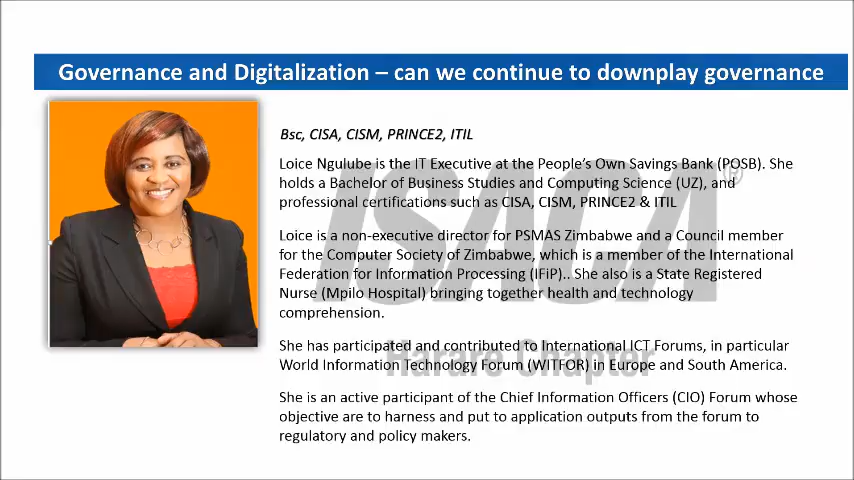 Governance and Digitalization – can we continue to downplay governance
Bsc, CISA, CISM, PRINCE2, ITIL
Loice Ngulube is the IT Executive at the People's Own Savings Bank (POSB). She
holds a Bachelor of Business Studies and Computing Science (UZ), and
professional certifications such as CISA, CISM, PRINCE2 & ITIL
Loice is a non-executive director for PSMAS Zimbabwe and a Council member
for the Computer Society of Zimbabwe, which is a member of the International
Federation for Information Processing (IFiP).. She also is a State Registered
Nurse (Mpilo Hospital) bringing together health and technology
comprehension.
She has participated and contributed to International ICT Forums, in particular
World Information Technology Forum (WITFOR) in Europe and South America.
She is an active participant of the Chief Information Officers (CIO) Forum whose
objective are to harness and put to application outputs from the forum to
regulatory and policy makers.
ISACA®
Harare Chapter